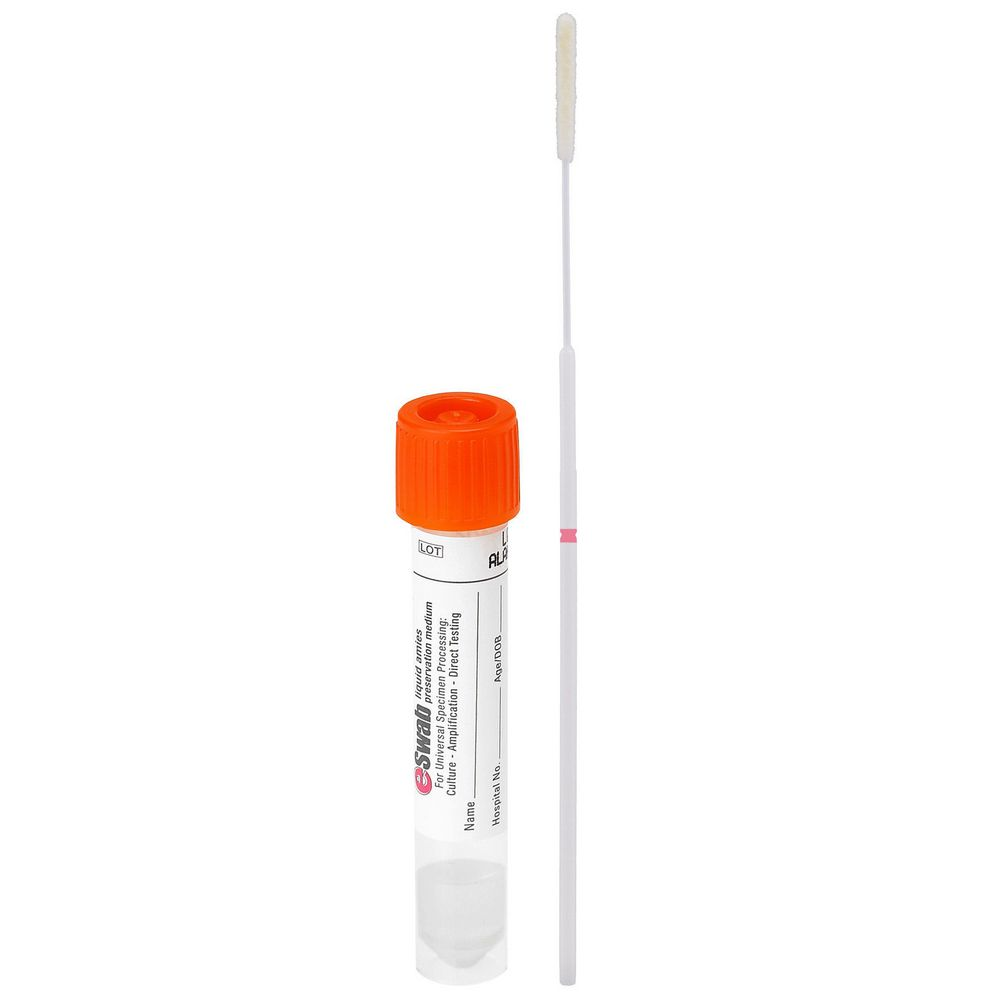 LOT
eSwab liquid amies
preservation medium
For Universal Specimen Processing:
Culture - Amplification - Direct Testing
Name
Hospital No. Age/DOB